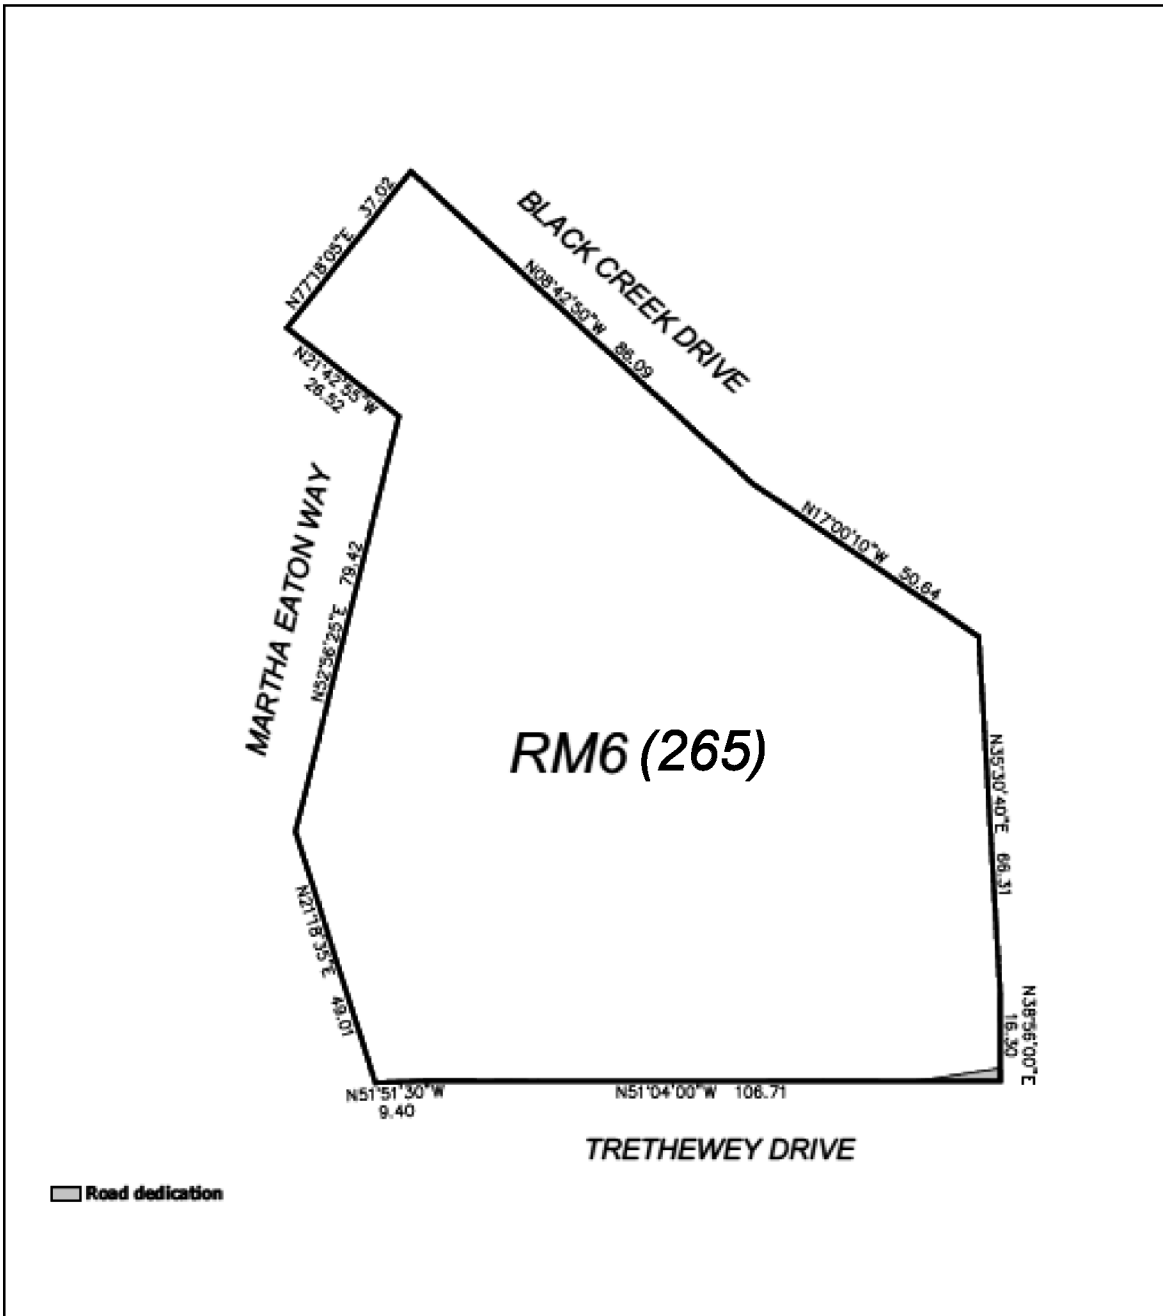 N77°18'05"E 37.02
BLACK CREEK DRIVE
N08°42'50"W 86.09
N21°42'55"W
26.52
MARTHA EATON WAY
N52°56'25"E 79.42
N17°00'10"W 50.64
RM6 (265)
N35°30'40"E 66.31
N21°18'35"E 49.01
N38°56'00"E
16.30
N51°51'30"W
9.40
N51°04'00"W 106.71
TRETHEWEY DRIVE
Road dedication